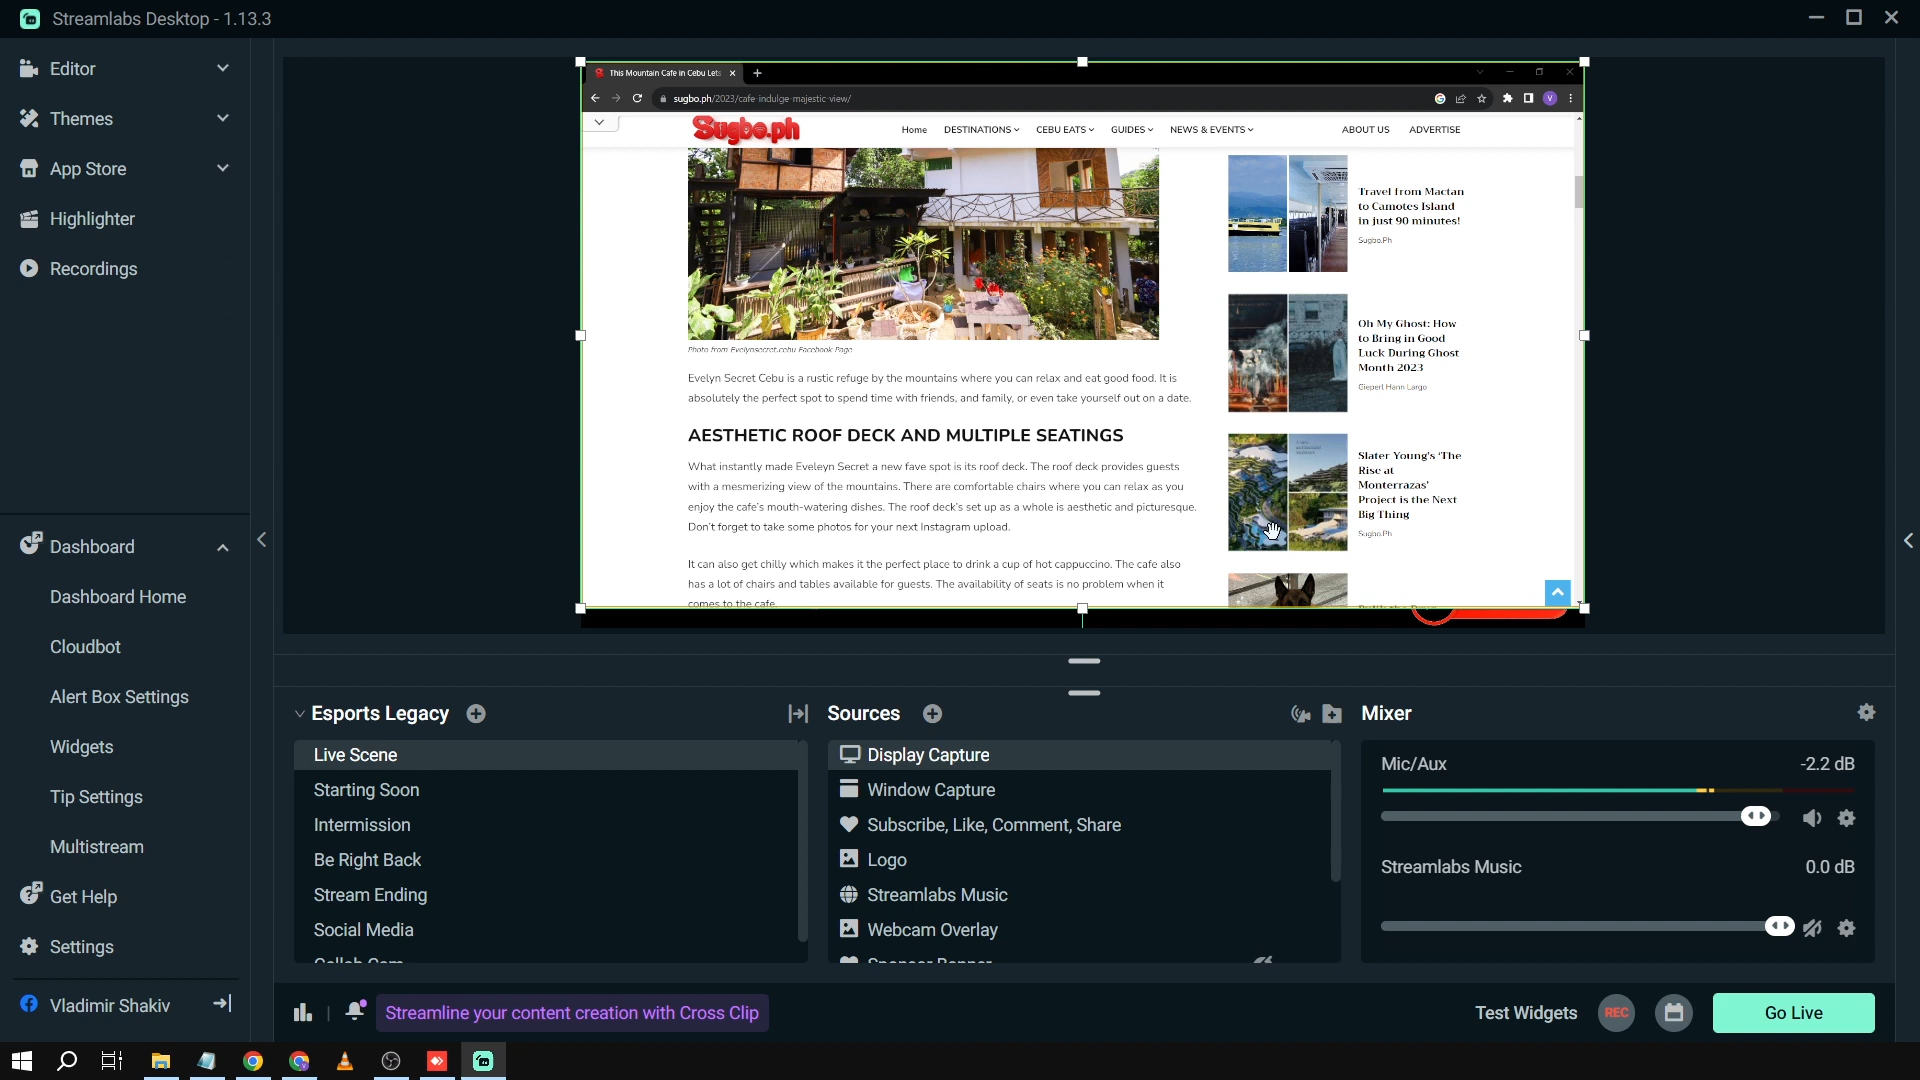 Streamlabs Desktop - 1.13.3
Editor
Themes
App Store
Highlighter
Recordings
Dashboard
Dashboard Home
Cloudbot
Alert Box Settings
Widgets
Tip Settings
Multistream
Get Help
Settings
Vladimir Shakiv
This Mountain Cafe in Cebu Lets
sugbo.ph/2023/cafe-indulge-majestic-view/
V
Sugbo.ph
Home DESTINATIONS CEBU EATS GUIDES NEWS & EVENTS ABOUT US ADVERTISE
Photo from Evelynsecret.cebu Facebook Page
Evelyn Secret Cebu is a rustic refuge by the mountains where you can relax and eat good food. It is
absolutely the perfect spot to spend time with friends, and family, or even take yourself out on a date.
AESTHETIC ROOF DECK AND MULTIPLE SEATINGS
What instantly made Eveleyn Secret a new fave spot is its roof deck. The roof deck provides guests
with a mesmerizing view of the mountains. There are comfortable chairs where you can relax as you
enjoy the cafe's mouth-watering dishes. The roof deck's set up as a whole is aesthetic and picturesque.
Don't forget to take some photos for your next Instagram upload.
It can also get chilly which makes it the perfect place to drink a cup of hot cappuccino. The cafe also
has a lot of chairs and tables available for guests. The availability of seats is no problem when it
comes to the cafe.
Travel from Mactan
to Camotes Island
in just 90 minutes!
Sugbo.Ph
Oh My Ghost: How
to Bring in Good
Luck During Ghost
Month 2023
Gieperl Hann Largo
Slater Young's 'The
Rise at
Monterrazas'
Project is the Next
Big Thing
Sugbo.Ph
Esports Legacy
Live Scene
Starting Soon
Intermission
Be Right Back
Stream Ending
Social Media
Collab Cam
Sources
Display Capture
Window Capture
Subscribe, Like, Comment, Share
Logo
Streamlabs Music
Webcam Overlay
Sponsor Banner
Mixer
Mic/Aux -2.2 dB
Streamlabs Music 0.0 dB
Streamline your content creation with Cross Clip
Test Widgets
REC
Go Live